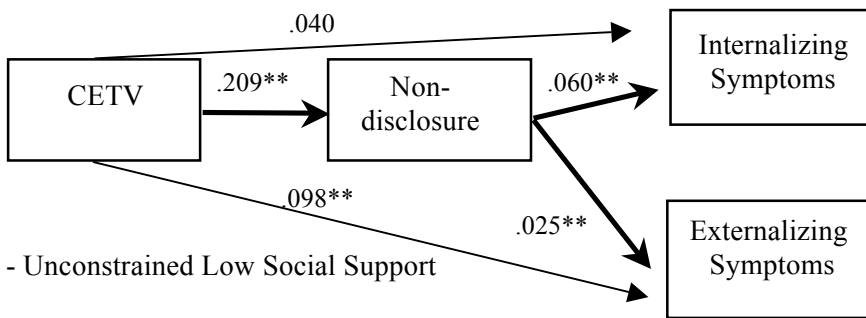 .040
Internalizing
Symptoms
CETV
.209**
Non-
disclosure
.060**
.098**
.025**
Externalizing
Symptoms
- Unconstrained Low Social Support